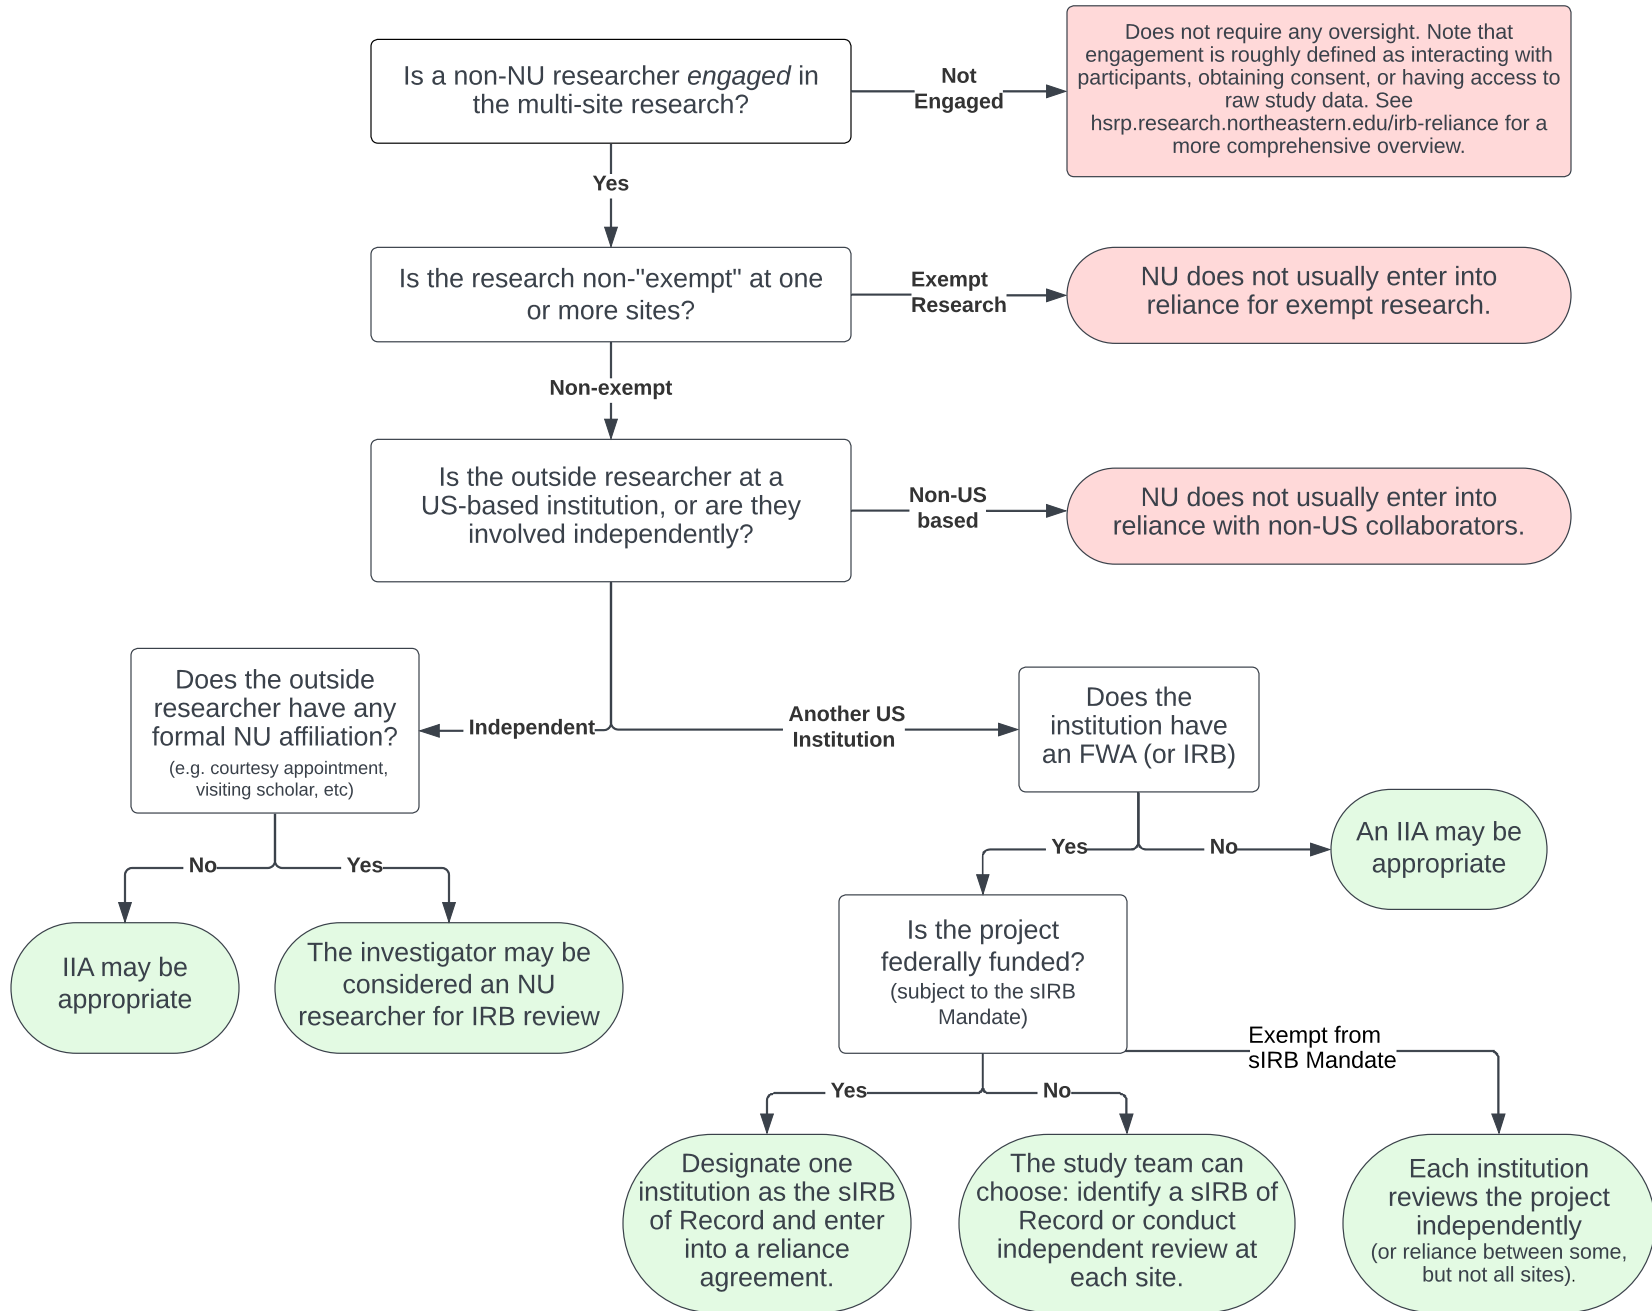 Is a non-NU researcher engaged in
the multi-site research?
Not
Engaged
Does not require any oversight. Note that
engagement is roughly defined as interacting with
participants, obtaining consent, or having access to
raw study data. See
hsrp.research.northeastern.edu/irb-reliance for a
more comprehensive overview.
Yes
Is the research non-"exempt" at one
or more sites?
Exempt
Research
NU does not usually enter into
reliance for exempt research.
Non-exempt
Is the outside researcher at a
US-based institution, or are they
involved independently?
Non-US
based
NU does not usually enter into
reliance with non-US collaborators.
Does the outside
researcher have any
formal NU affiliation?
(e.g. courtesy appointment,
visiting scholar, etc)
Independent
Another US
Institution
Does the
institution have
an FWA (or IRB)
No
Yes
Yes
No
An IIA may be
appropriate
IIA may be
appropriate
The investigator may be
considered an NU
researcher for IRB review
Is the project
federally funded?
(subject to the sIRB
Mandate)
Exempt from
sIRB Mandate
Yes
No
Designate one
institution as the sIRB
of Record and enter
into a reliance
agreement.
The study team can
choose: identify a sIRB of
Record or conduct
independent review at
each site.
Each institution
reviews the project
independently
(or reliance between some,
but not all sites).